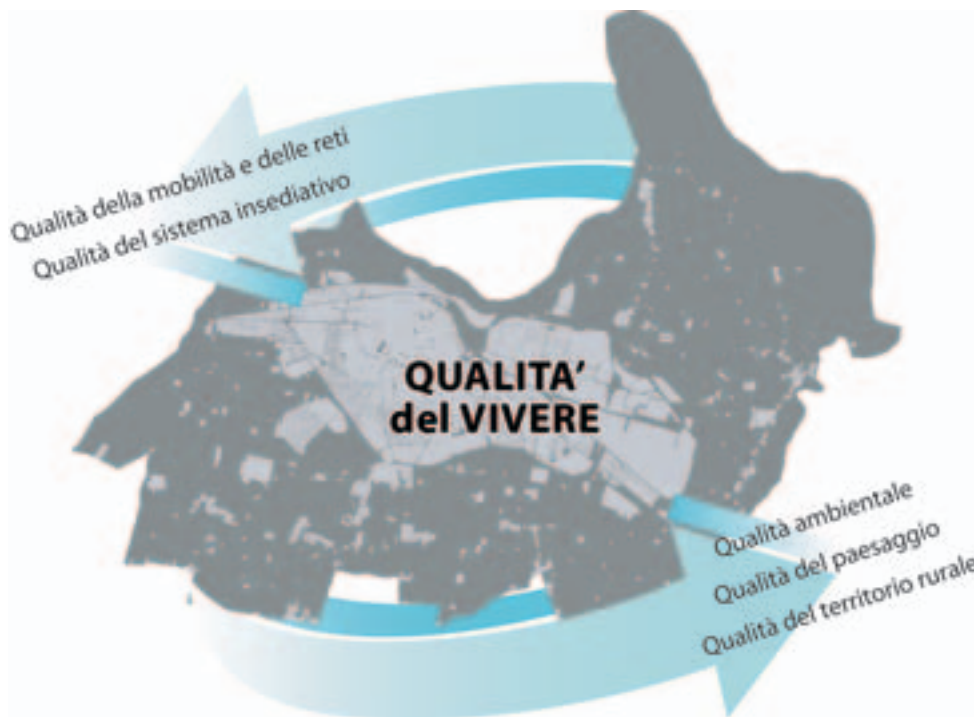 Qualità della mobilità e delle reti
Qualità del sistema insediativo
QUALITA’
del VIVERE
Qualità ambientale
Qualità del paesaggio
Qualità del territorio rurale